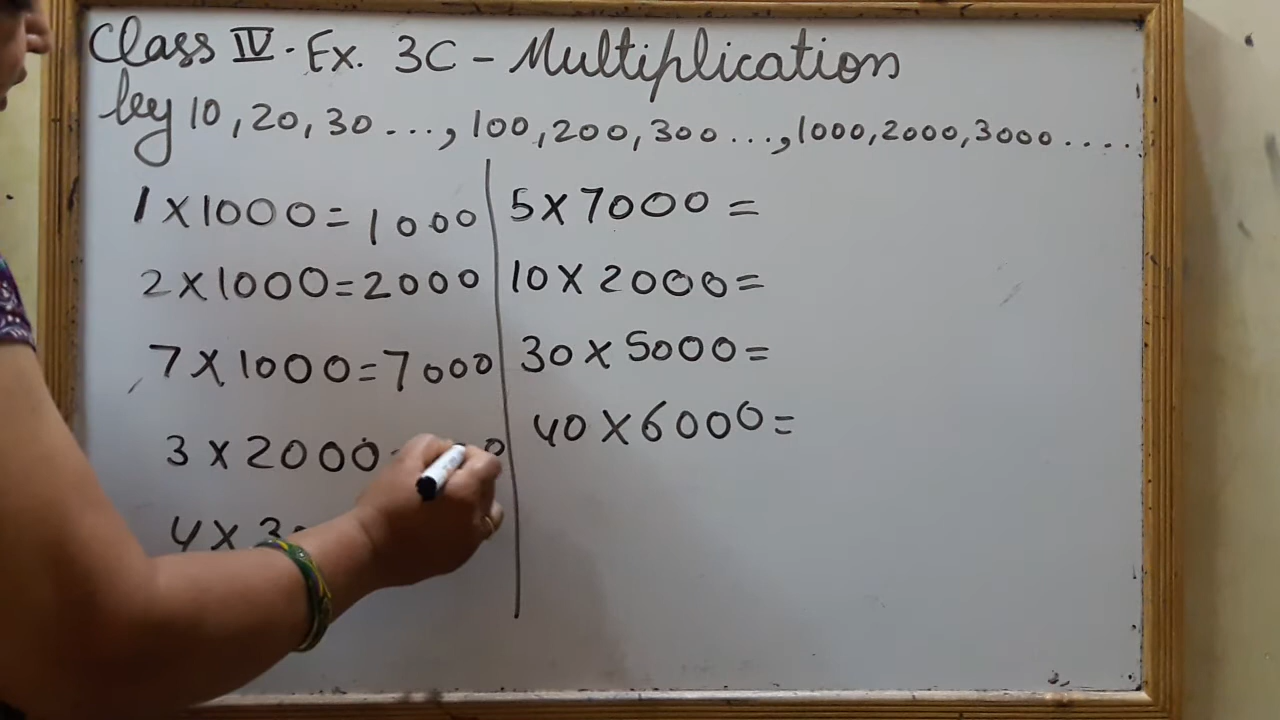 Class IV. Ex. 3C - Multiplication
by 10, 20, 30 ..., 100, 200, 300 ..., 1000, 2000, 3000 ....
1 X 1000 = 1000
2 X 1000 = 2000
7 X 1000 = 7000
3 X 2000
4 X 3
5 X 7000 =
10 X 2000 =
30 X 5000 =
40 X 6000 =